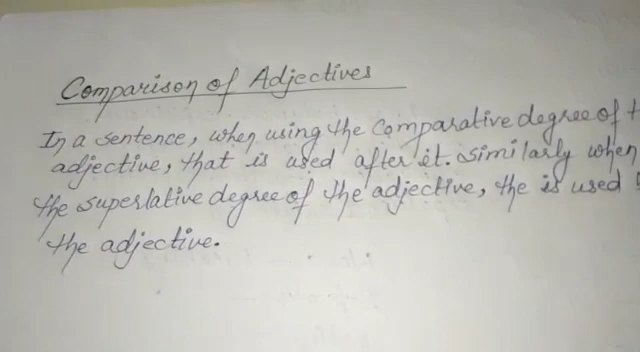 Comparison of Adjectives
In a sentence, when using the comparative degree of
adjective, that is used after it. similarly when
the superlative degree of the adjective, the is used
the adjective.